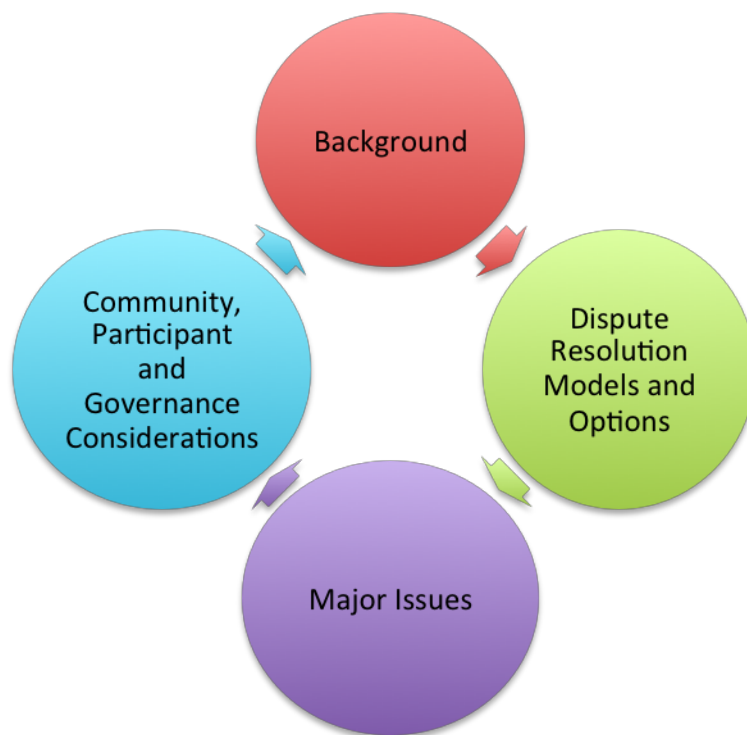 Background
Community,
Participant
and
Governance
Considerations
Dispute
Resolution
Models and
Options
Major Issues